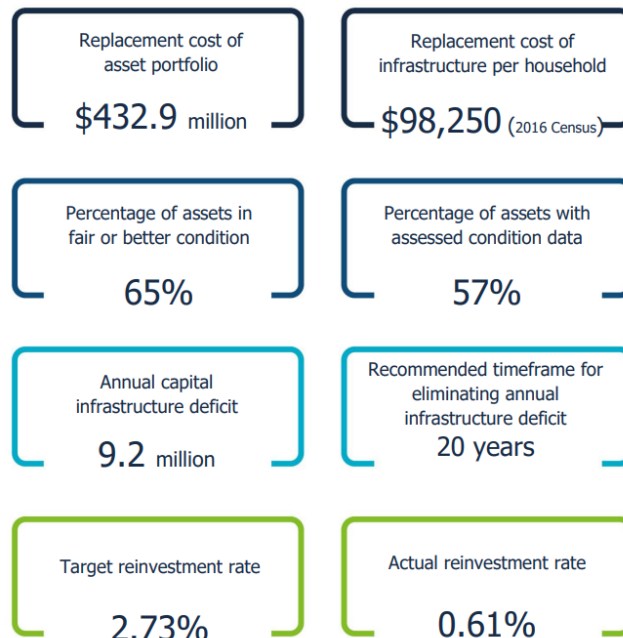 Replacement cost of
asset portfolio
$432.9 million
Replacement cost of
infrastructure per household
$98,250 (2016 Census)
Percentage of assets in
fair or better condition
65%
Percentage of assets with
assessed condition data
57%
Annual capital
infrastructure deficit
9.2 million
Recommended timeframe for
eliminating annual
infrastructure deficit
20 years
Target reinvestment rate
2.73%
Actual reinvestment rate
0.61%